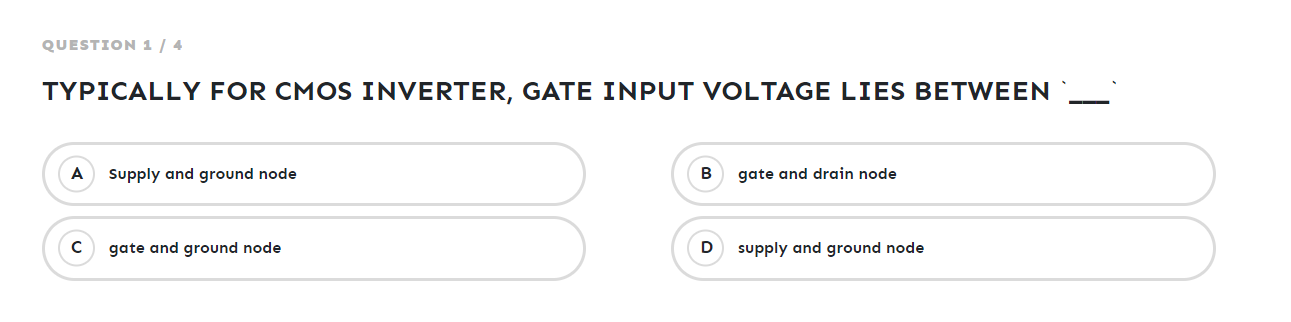 QUESTION 1 / 4
TYPICALLY FOR CMOS INVERTER, GATE INPUT VOLTAGE LIES BETWEEN `___`
A Supply and ground node
B gate and drain node
C gate and ground node
D supply and ground node